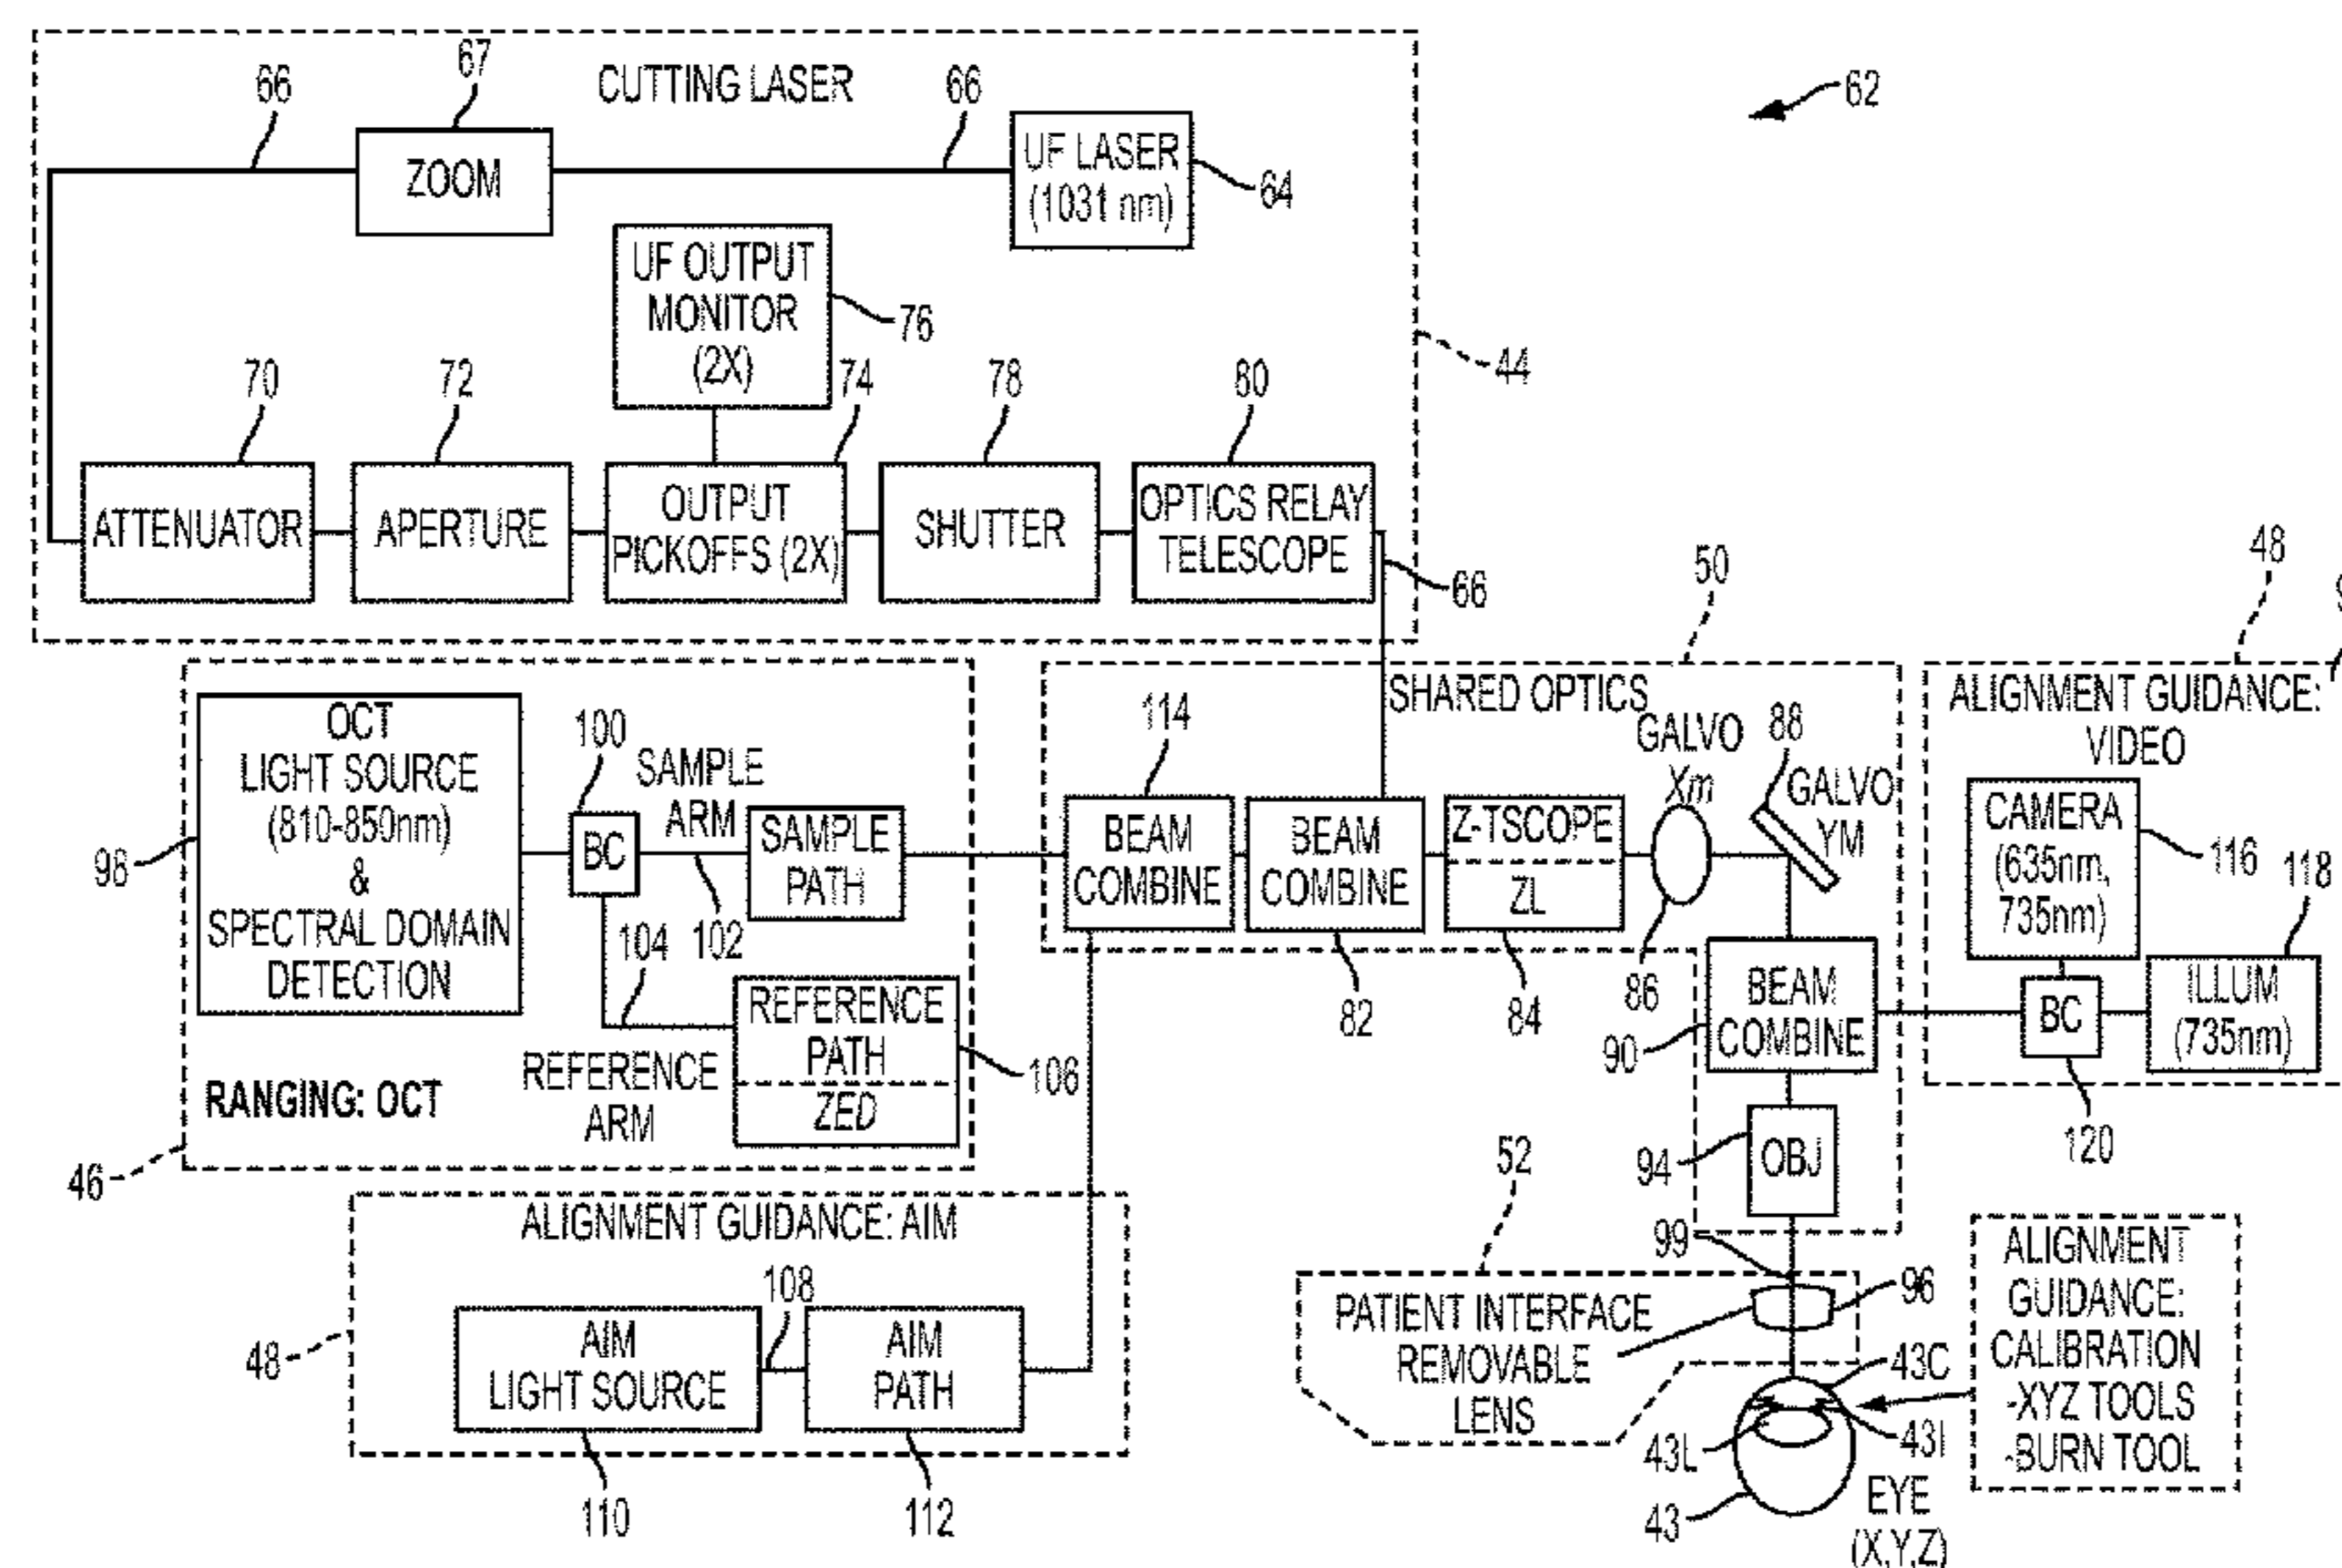 67
66
CUTTING LASER
66
62
ZOOM
UF LASER
(1031 nm)
64
UF OUTPUT
MONITOR
(2X)
76
44
70
72
74
78
80
ATTENUATOR
APERTURE
OUTPUT
PICKOFFS (2X)
SHUTTER
OPTICS RELAY
TELESCOPE
66
50
48
OCT
LIGHT SOURCE
(810-850nm)
&
SPECTRAL DOMAIN
DETECTION
98
100
BC
SAMPLE
ARM
102
SAMPLE
PATH
104
REFERENCE
ARM
REFERENCE
PATH
ZED
106
RANGING: OCT
46
SHARED OPTICS
114
BEAM
COMBINE
BEAM
COMBINE
82
Z-TSCOPE
ZL
84
GALVO
Xm
86
88
GALVO
YM
BEAM
COMBINE
90
OBJ
94
99
ALIGNMENT GUIDANCE:
VIDEO
CAMERA
(635nm,
735nm)
116
118
BC
ILLUM
(735nm)
120
ALIGNMENT GUIDANCE: AIM
48
AIM
LIGHT SOURCE
108
AIM
PATH
110
112
52
PATIENT INTERFACE
REMOVABLE
LENS
96
43C
43L
43I
43
EYE
(X,Y,Z)
ALIGNMENT
GUIDANCE:
CALIBRATION
-XYZ TOOLS
-BURN TOOL